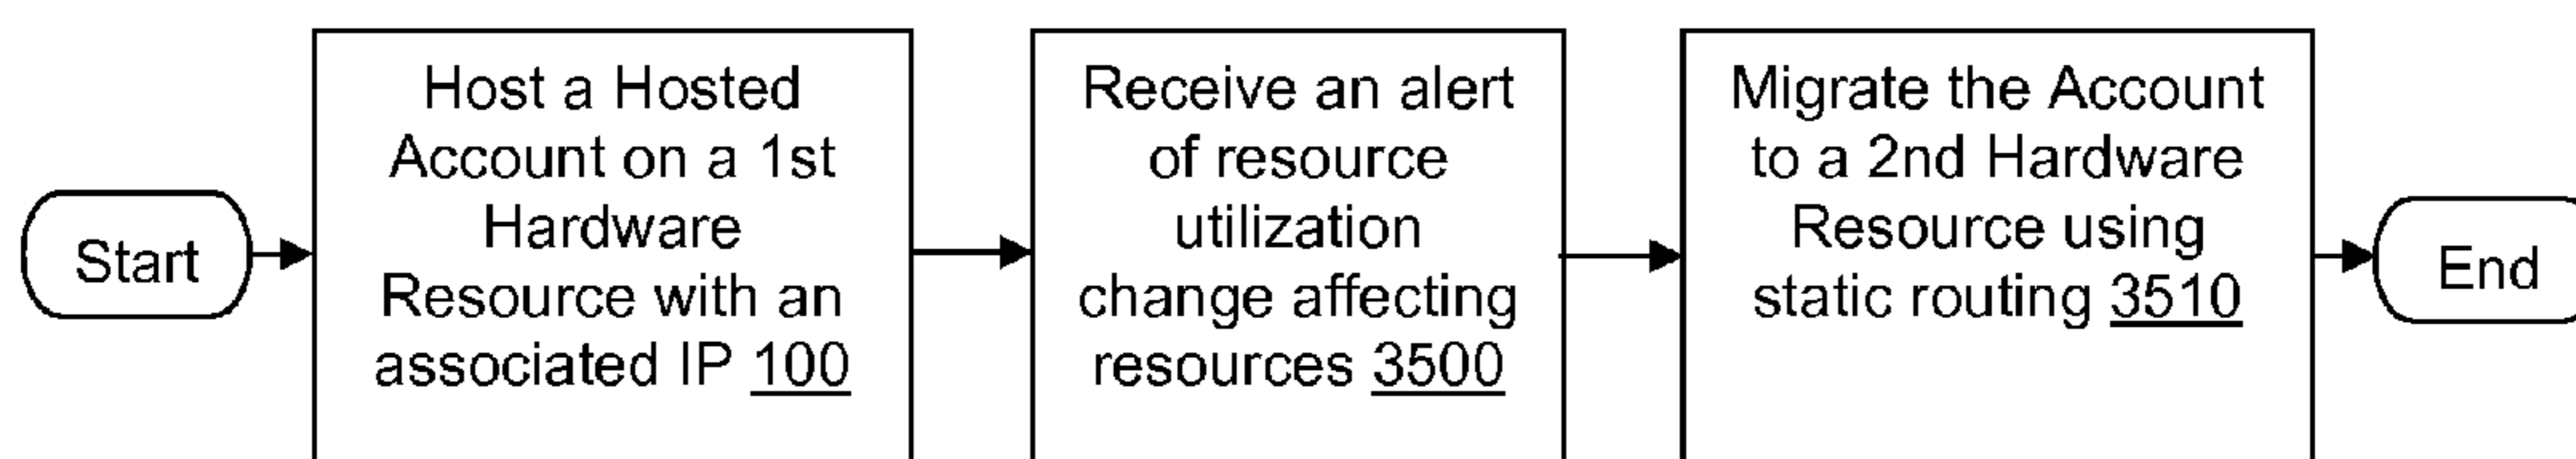 Start
Host a Hosted
Account on a 1st
Hardware
Resource with an
associated IP 100
Receive an alert
of resource
utilization
change affecting
resources 3500
Migrate the Account
to a 2nd Hardware
Resource using
static routing 3510
End